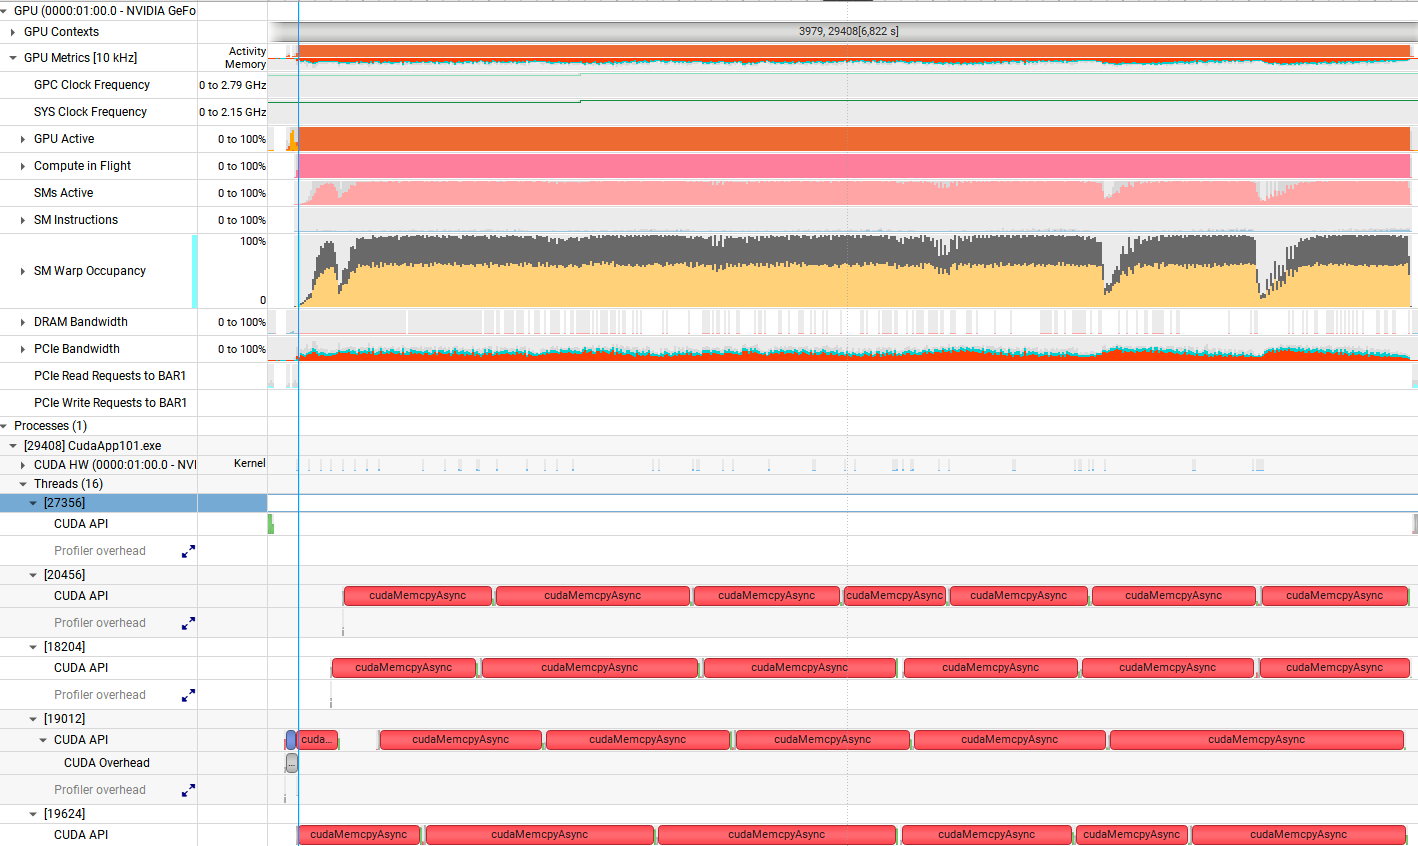 GPU (0000:01:00.0 - NVIDIA GeFo
GPU Contexts
3979, 29408[6,822 s]
GPU Metrics [10 kHz]
Activity
Memory
GPC Clock Frequency 0 to 2.79 GHz
SYS Clock Frequency 0 to 2.15 GHz
GPU Active 0 to 100%
Compute in Flight 0 to 100%
SMs Active 0 to 100%
SM Instructions 0 to 100%
100%
SM Warp Occupancy
0
DRAM Bandwidth 0 to 100%
PCIe Bandwidth 0 to 100%
PCIe Read Requests to BAR1
PCIe Write Requests to BAR1
Processes (1)
[29408] CudaApp101.exe
CUDA HW (0000:01:00.0 - NVI Kernel
Threads (16)
[27356]
CUDA API
Profiler overhead
[20456]
CUDA API cudaMemcpyAsync cudaMemcpyAsync cudaMemcpyAsync cudaMemcpyAsync cudaMemcpyAsync cudaMemcpyAsync cudaMemcpyAsync
Profiler overhead
[18204]
CUDA API cudaMemcpyAsync cudaMemcpyAsync cudaMemcpyAsync cudaMemcpyAsync cudaMemcpyAsync cudaMemcpyAsync
Profiler overhead
[19012]
CUDA API cuda... cudaMemcpyAsync cudaMemcpyAsync cudaMemcpyAsync cudaMemcpyAsync cudaMemcpyAsync
CUDA Overhead ...
Profiler overhead
[19624]
CUDA API cudaMemcpyAsync cudaMemcpyAsync cudaMemcpyAsync cudaMemcpyAsync cudaMemcpyAsync cudaMemcpyAsync